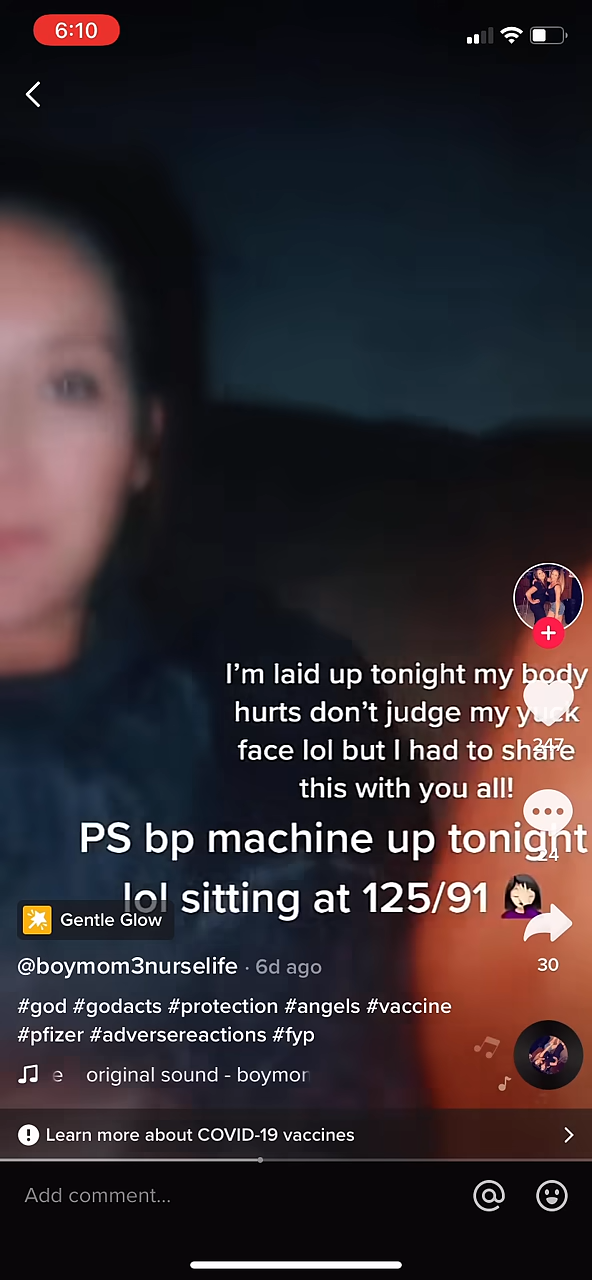 6:10
I’m laid up tonight my body
hurts don’t judge my yuck
face lol but I had to share
this with you all!
PS bp machine up tonight
lol sitting at 125/91
247
24
30
Gentle Glow
@boymom3nurselife · 6d ago
#god #godacts #protection #angels #vaccine
#pfizer #adversereactions #fyp
e original sound - boymor
Learn more about COVID-19 vaccines
Add comment...